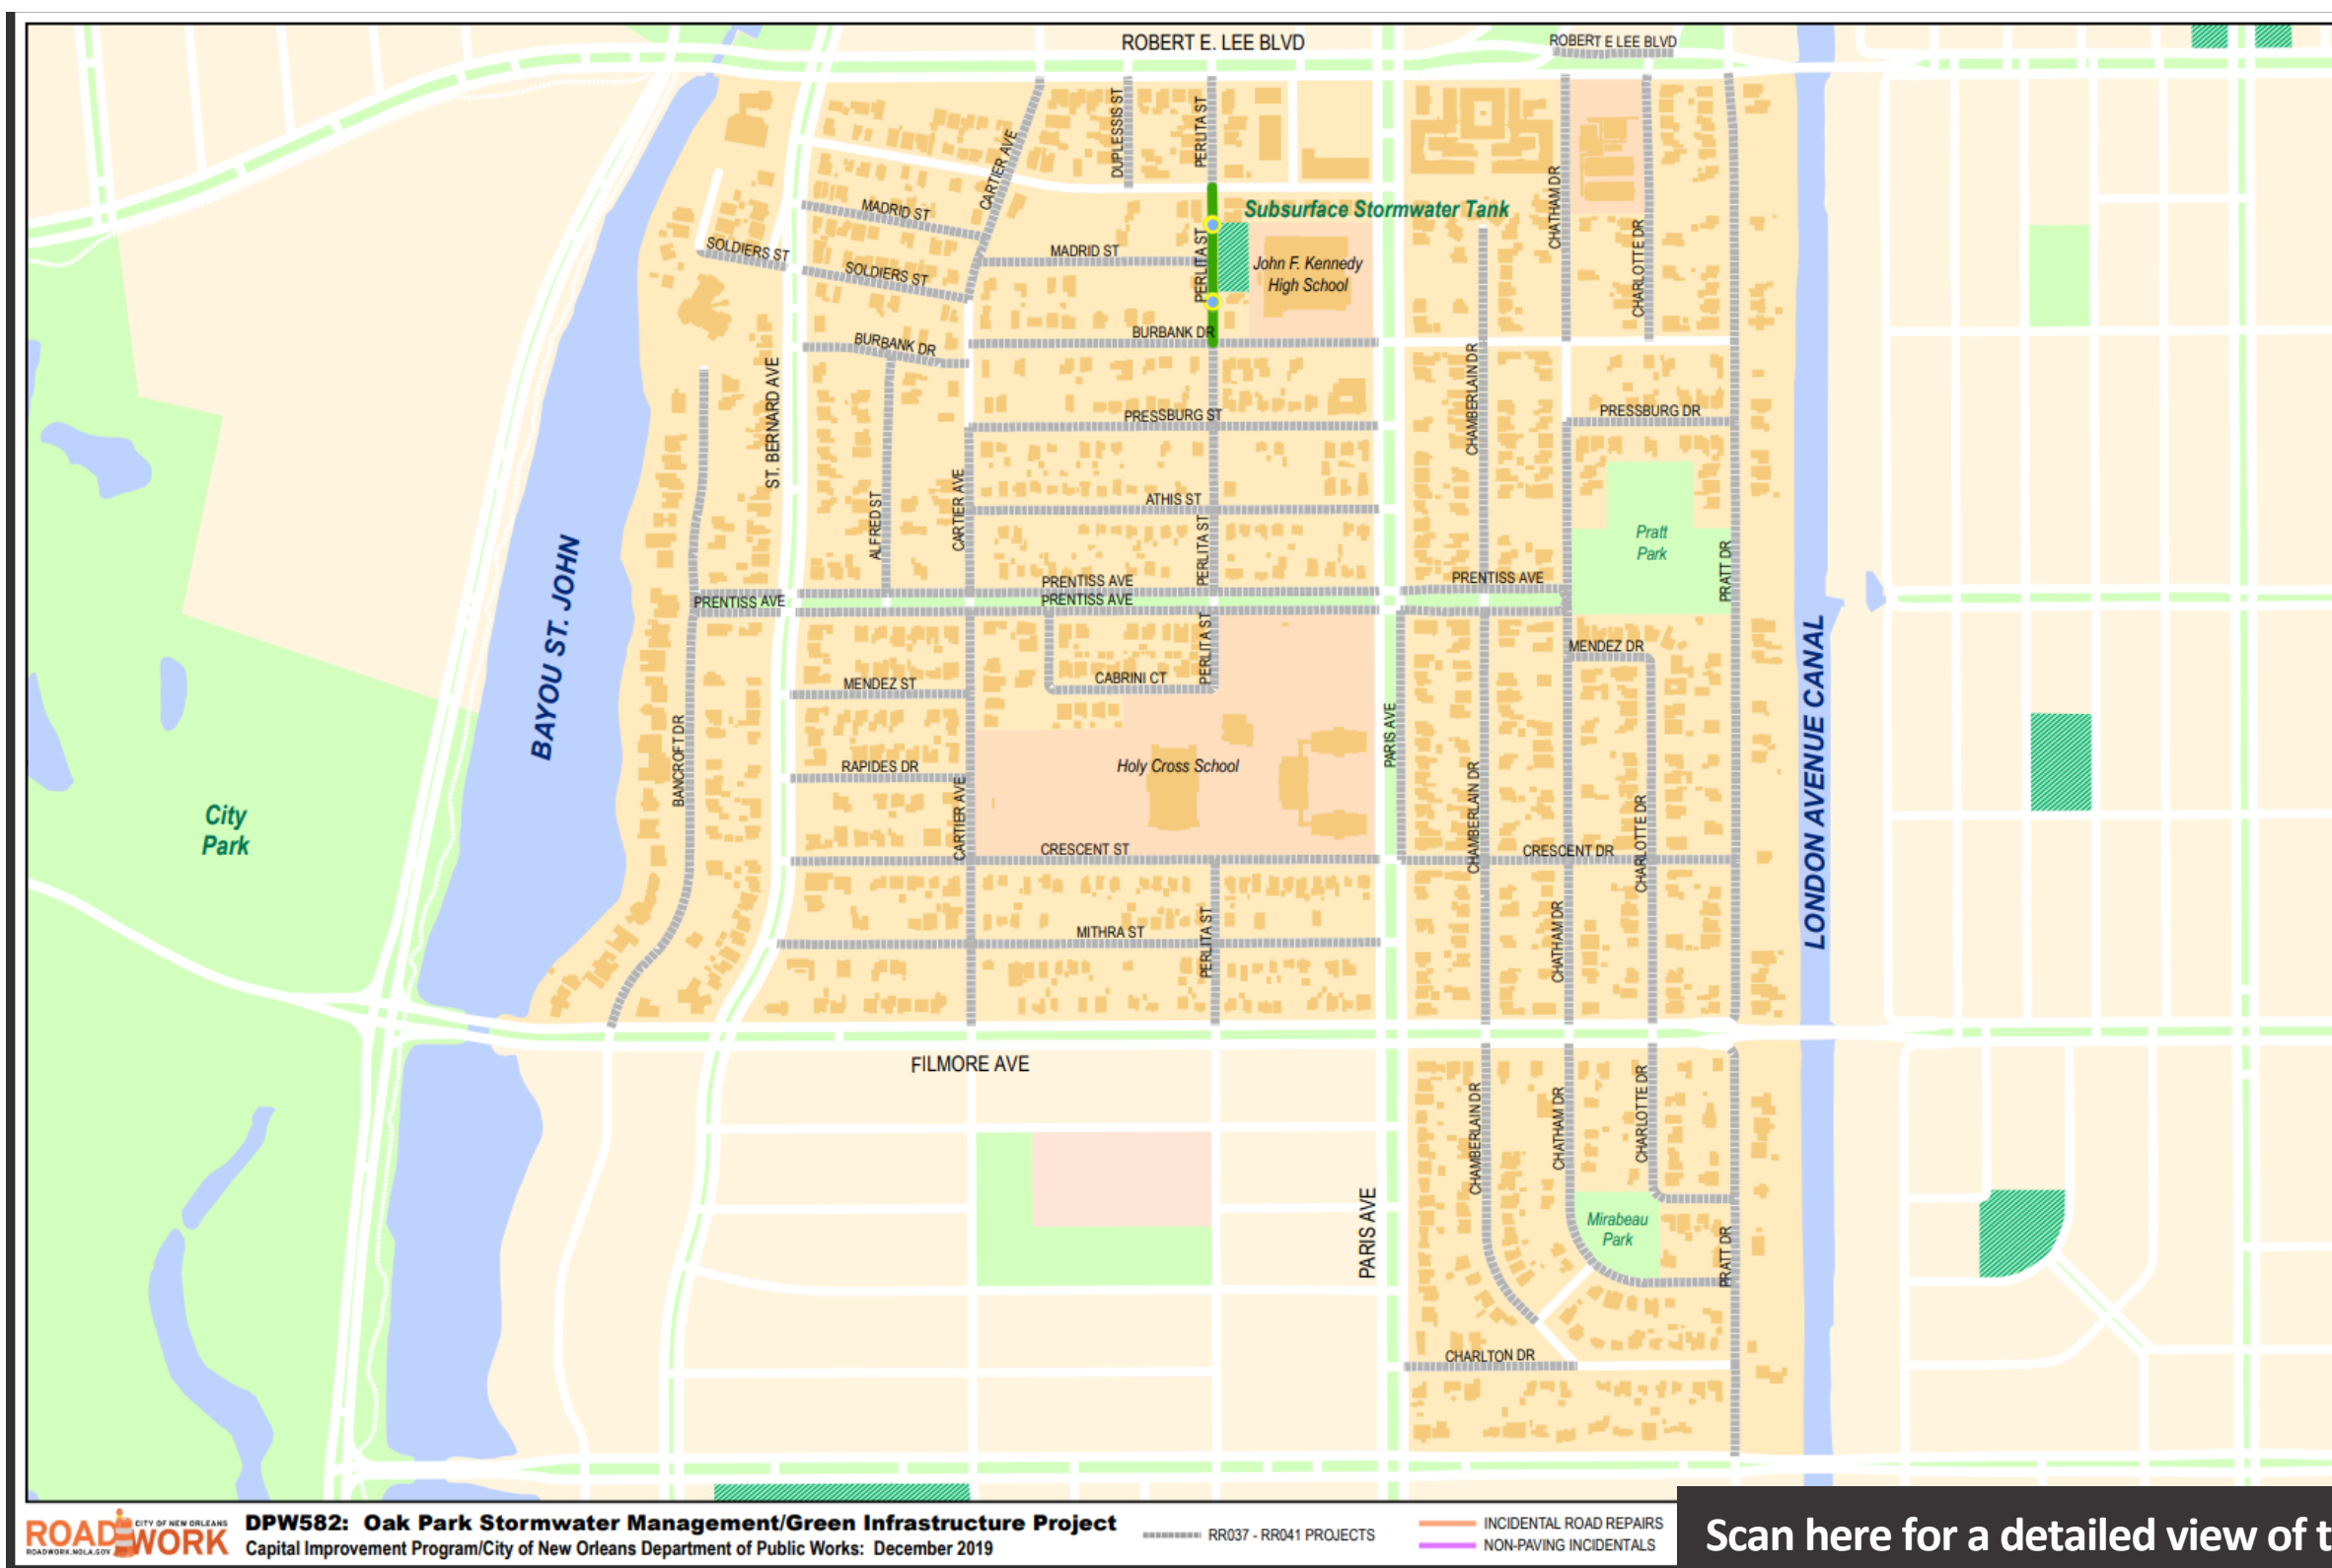 ROBERT E. LEE BLVD
ROBERT E LEE BLVD
DUPLESSIS ST
PERLITA ST
CARTIER AVE
CHATHAM DR
CHARLOTTE DR
MADRID ST
Subsurface Stormwater Tank
SOLDIERS ST
SOLDIERS ST
MADRID ST
PERLITA ST
John F. Kennedy
High School
BURBANK DR
BURBANK DR
CHAMBERLAIN DR
ST. BERNARD AVE
PRESSBURG ST
PRESSBURG DR
ALFRED ST
CARTIER AVE
ATHIS ST
PERLITA ST
Pratt
Park
PRATT DR
BAYOU ST. JOHN
PRENTISS AVE
PRENTISS AVE
PRENTISS AVE
PRENTISS AVE
MENDEZ DR
PERLITA ST
CABRINI CT
MENDEZ ST
LONDON AVENUE CANAL
BANCROFT DR
PARIS AVE
RAPIDES DR
Holy Cross School
CARTIER AVE
CHAMBERLAIN DR
CHARLOTTE DR
City
Park
CRESCENT ST
CRESCENT DR
MITHRA ST
PERLITA ST
CHATHAM DR
FILMORE AVE
CHAMBERLAIN DR
CHATHAM DR
CHARLOTTE DR
PARIS AVE
Mirabeau
Park
PRATT DR
CHARLTON DR
ROADWORK
CITY OF NEW ORLEANS
ROADWORK.NOLA.GOV
DPW582: Oak Park Stormwater Management/Green Infrastructure Project
Capital Improvement Program/City of New Orleans Department of Public Works: December 2019
RR037 - RR041 PROJECTS
INCIDENTAL ROAD REPAIRS
NON-PAVING INCIDENTALS
Scan here for a detailed view of t